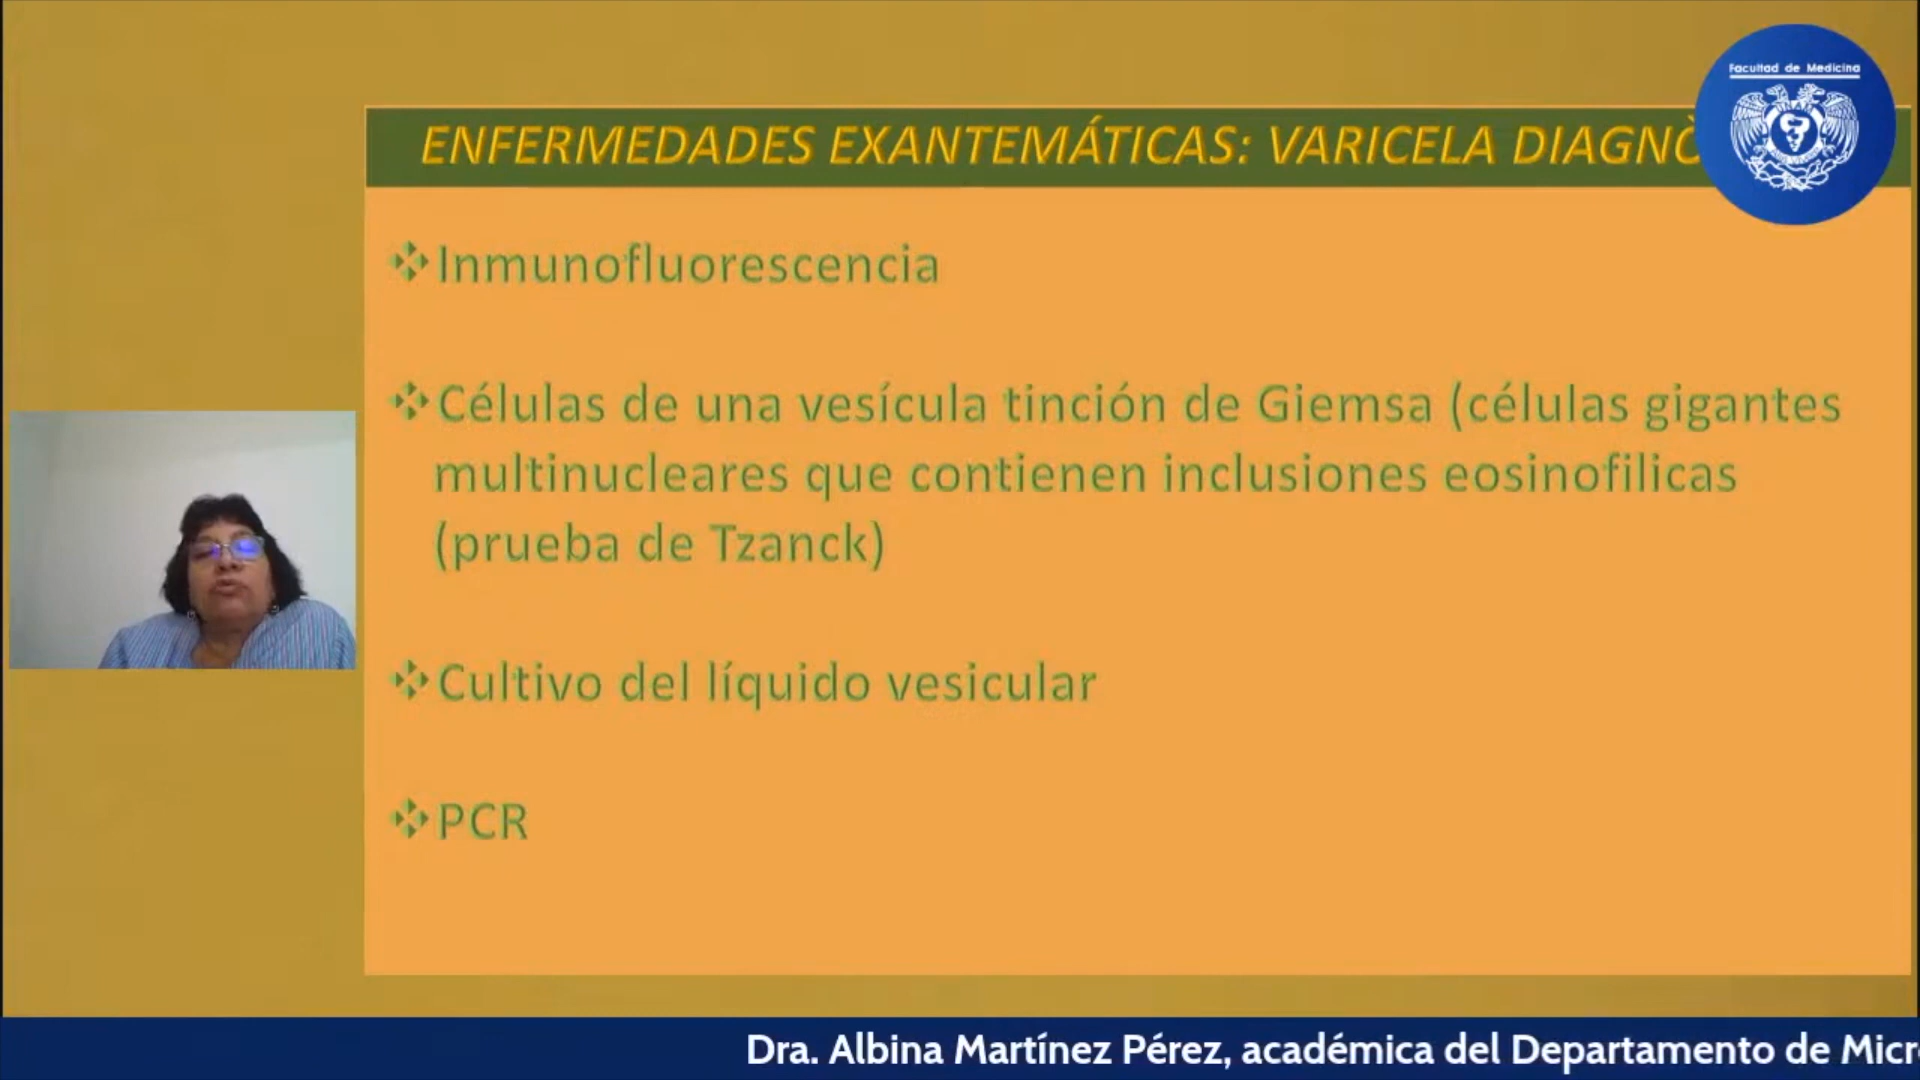 Facultad de Medicina
ENFERMEDADES EXANTEMÁTICAS: VARICELA DIAGNÒ
Inmunofluorescencia
Células de una vesícula tinción de Giemsa (células gigantes
multinucleares que contienen inclusiones eosinofilicas
(prueba de Tzanck)
Cultivo del líquido vesicular
PCR
Dra. Albina Martínez Pérez, académica del Departamento de Micr